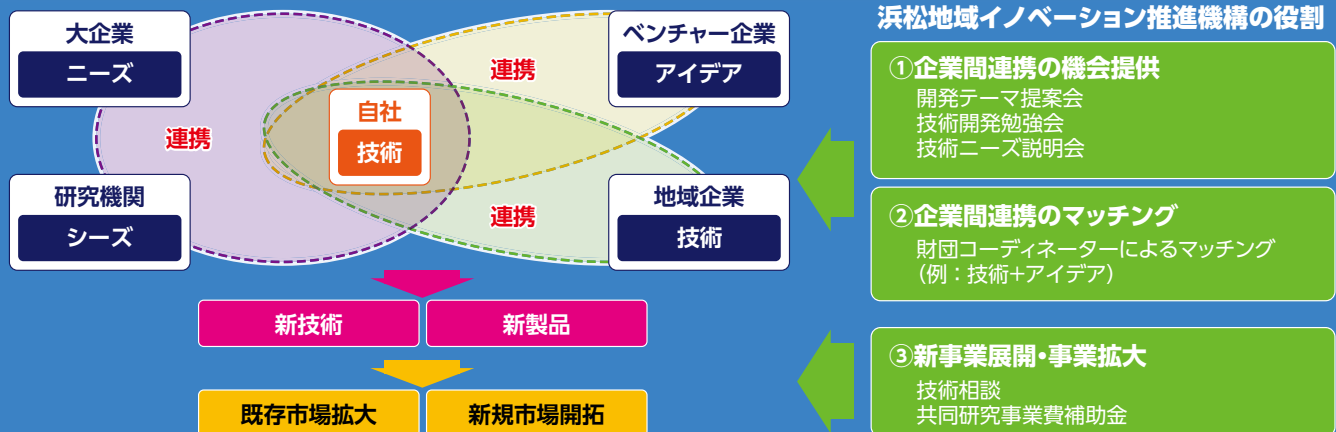 大企業
ニーズ
ベンチャー企業
アイデア
連携
自社
技術
連携
研究機関
シーズ
連携
地域企業
技術
新技術
新製品
既存市場拡大
新規市場開拓
浜松地域イノベーション推進機構の役割
①企業間連携の機会提供
開発テーマ提案会
技術開発勉強会
技術ニーズ説明会
②企業間連携のマッチング
財団コーディネーターによるマッチング
(例：技術+アイデア)
③新事業展開・事業拡大
技術相談
共同研究事業費補助金